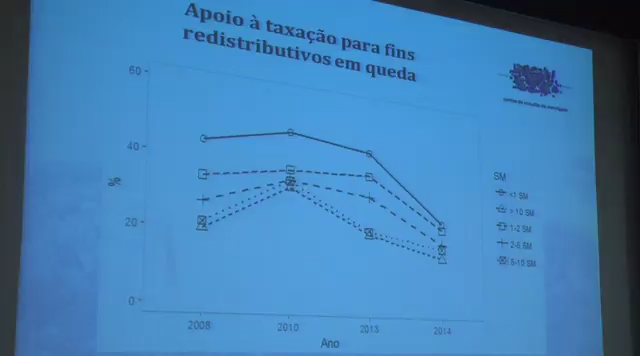 Apoio à taxação para fins
redistributivos em queda
60
40
20
0
%
2008
2010
2013
2014
Ano
SM
<1 SM
> 10 SM
1-2 SM
2-5 SM
5-10 SM